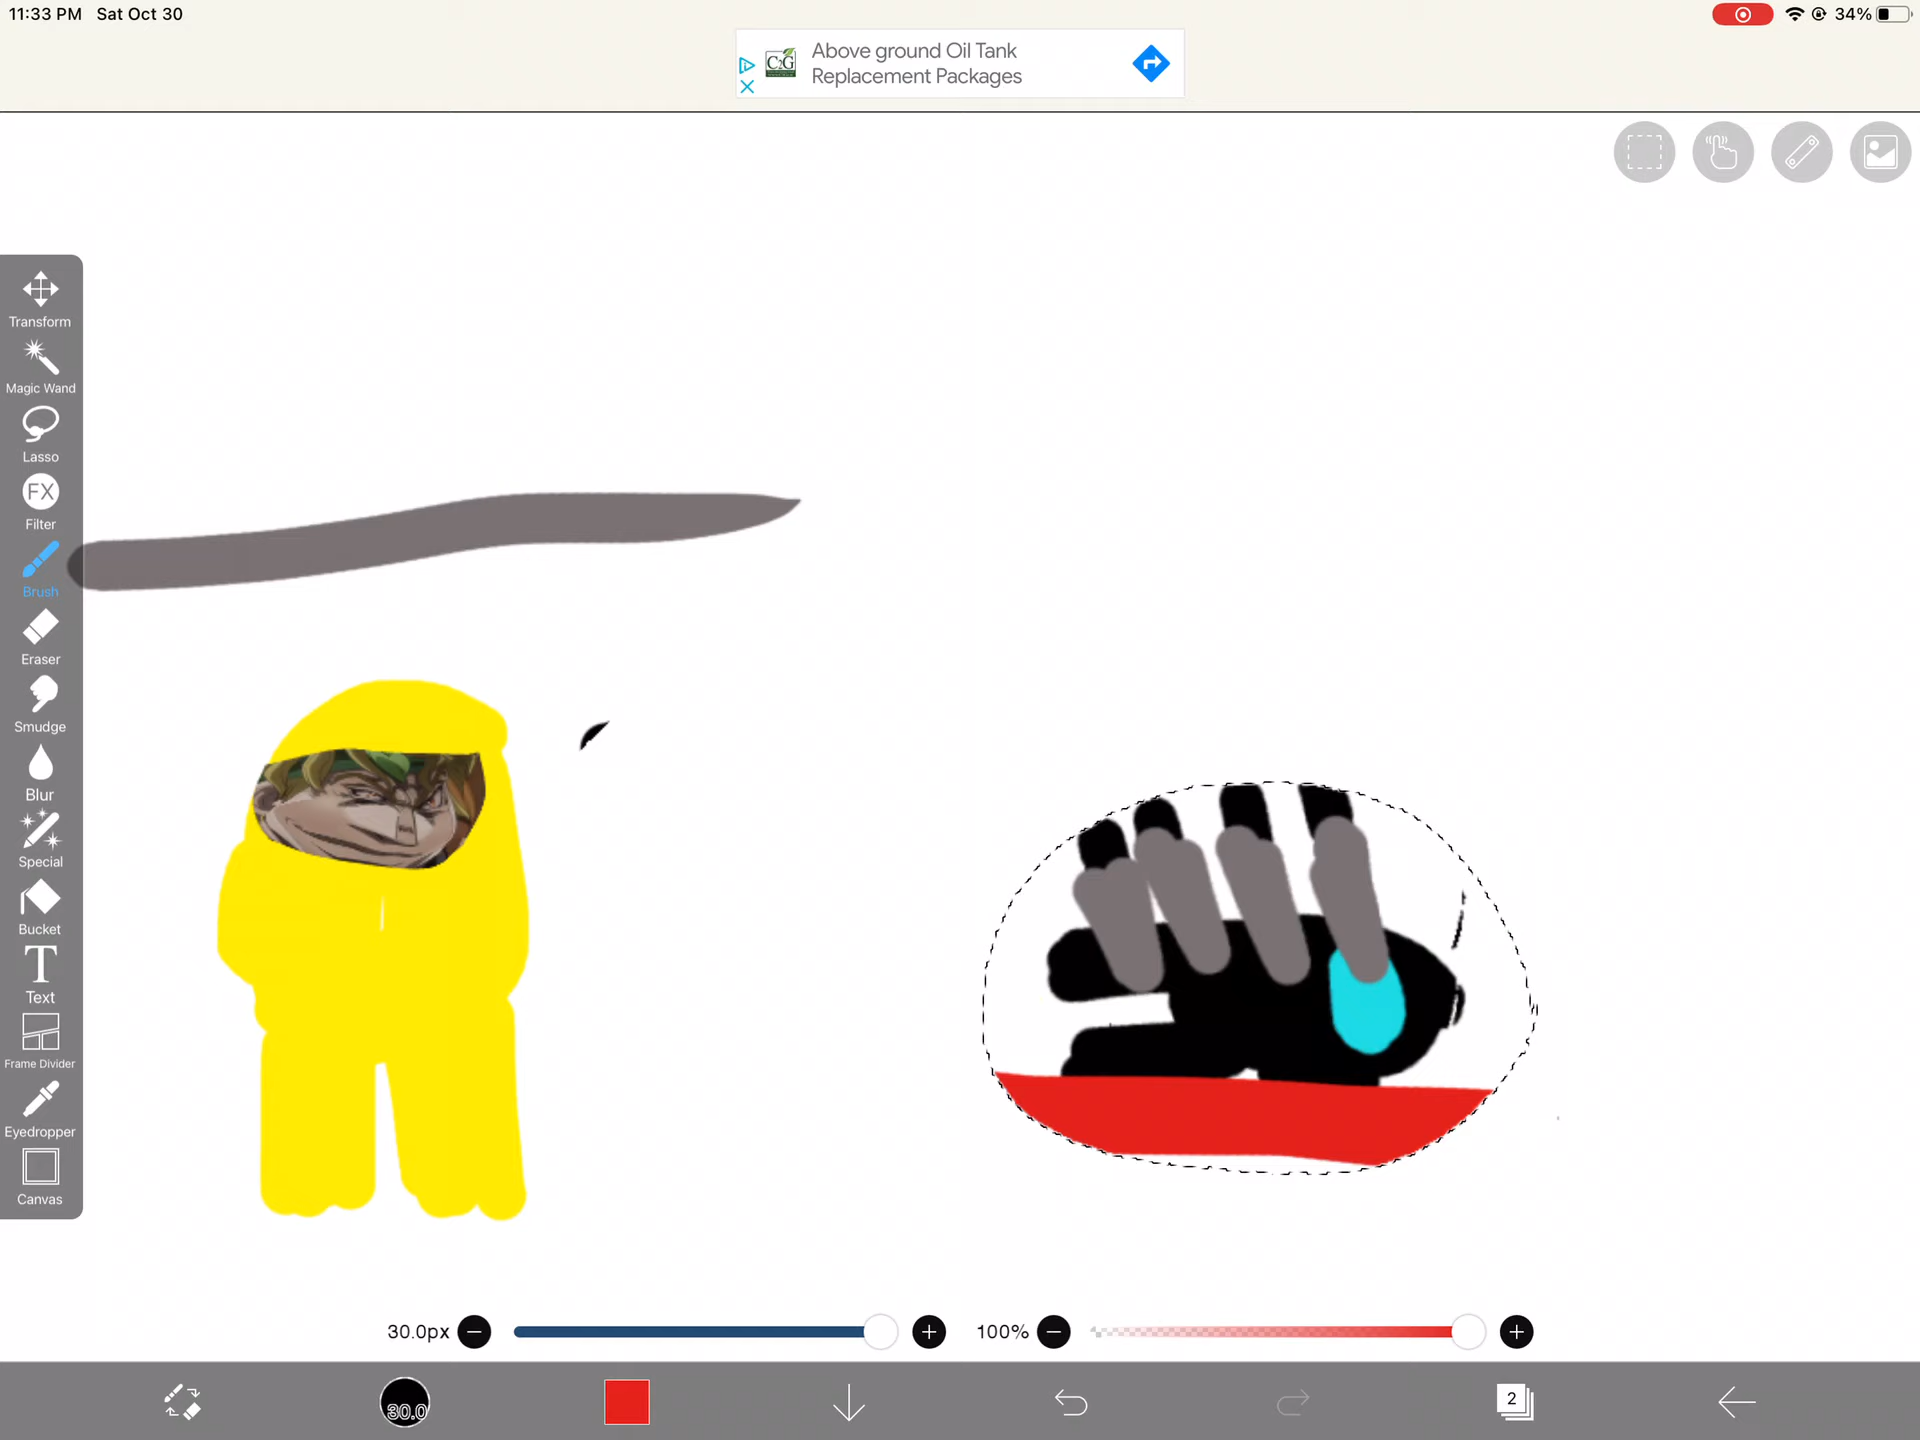 11:33 PM Sat Oct 30
34%
C2G
Above ground Oil Tank
Replacement Packages
Transform
Magic Wand
Lasso
FX
Filter
Brush
Eraser
Smudge
Blur
Special
Bucket
T
Text
Frame Divider
Eyedropper
Canvas
30.0px
100%
30.0
2